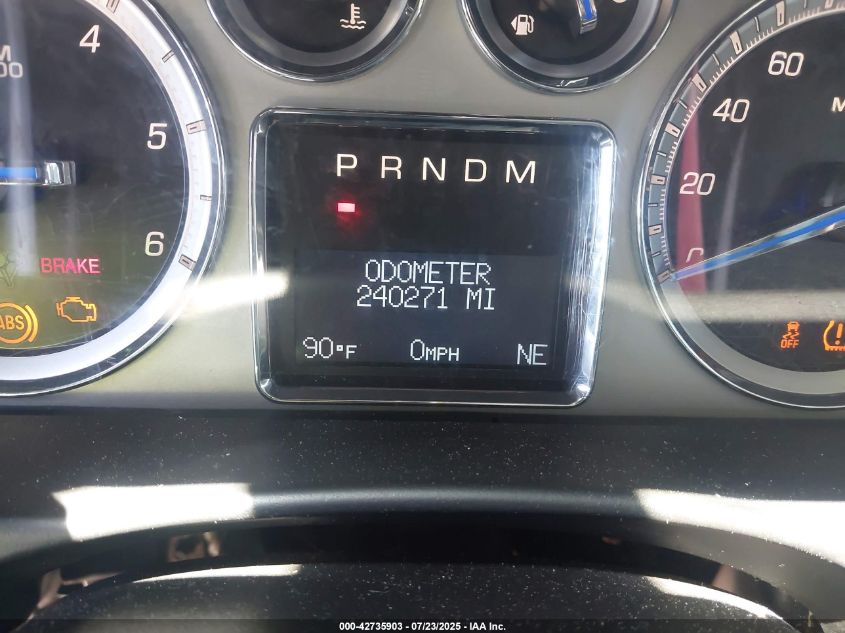 4
5
6
BRAKE
ABS
P R N D M
ODOMETER
240271 MI
90°F 0MPH NE
60
40
20
0
OFF
000-42735903 - 07/23/2025 - IAA Inc.